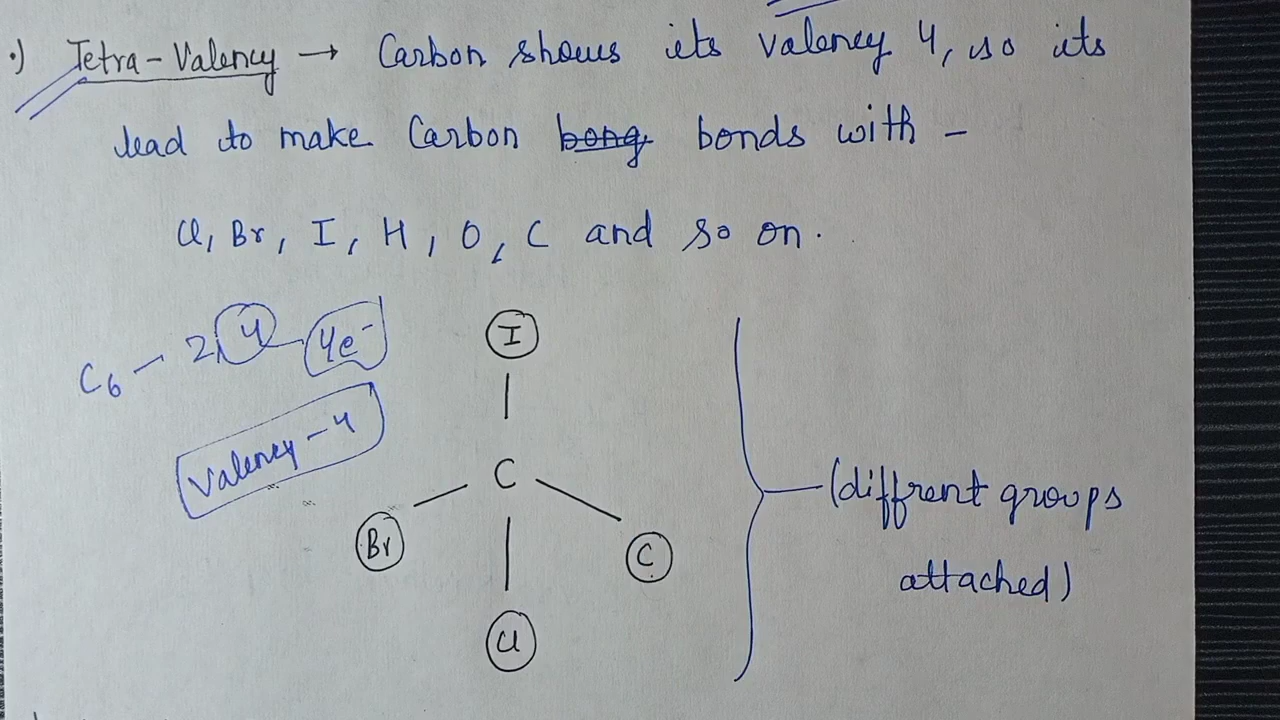 •) Tetra-Valency → Carbon shows its valency 4, so its
lead to make Carbon bong bonds with -
Cl, Br, I, H, O, C and so on.
C6 - 2,4 - 4e-
Valency-4
I
C
Br
C
Cl
(diffrent groups
attached)